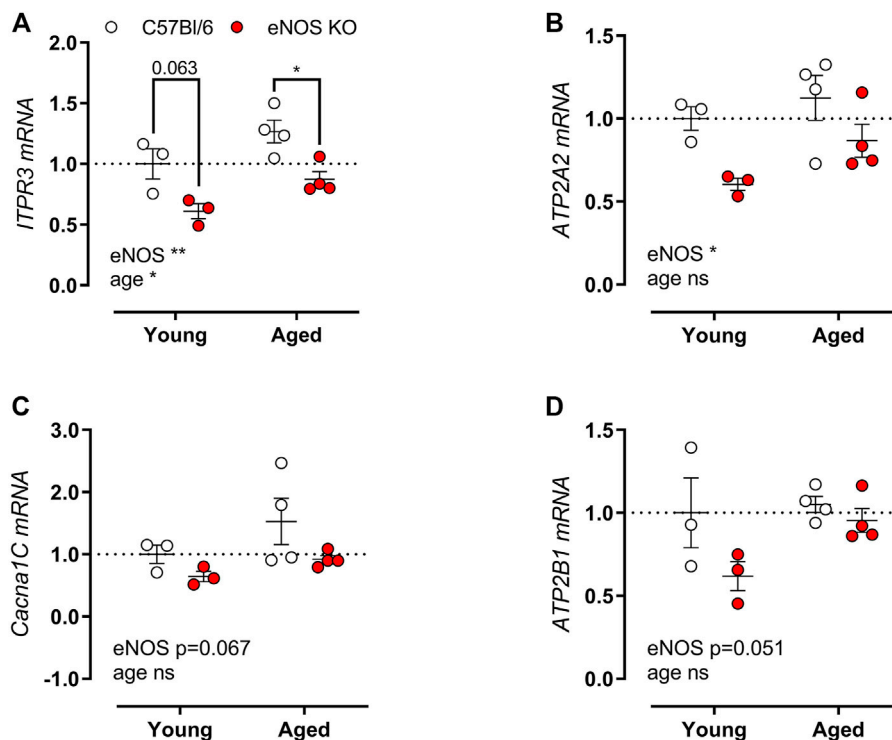 A
C57Bl/6
eNOS KO
ITPR3 mRNA
2.0
1.5
1.0
0.5
0.0
0.063
*
eNOS **
age *
Young
Aged
B
ATP2A2 mRNA
1.5
1.0
0.5
0.0
eNOS *
age ns
Young
Aged
C
Cacna1C mRNA
3.0
2.0
1.0
0.0
-1.0
eNOS p=0.067
age ns
Young
Aged
D
ATP2B1 mRNA
1.5
1.0
0.5
0.0
eNOS p=0.051
age ns
Young
Aged